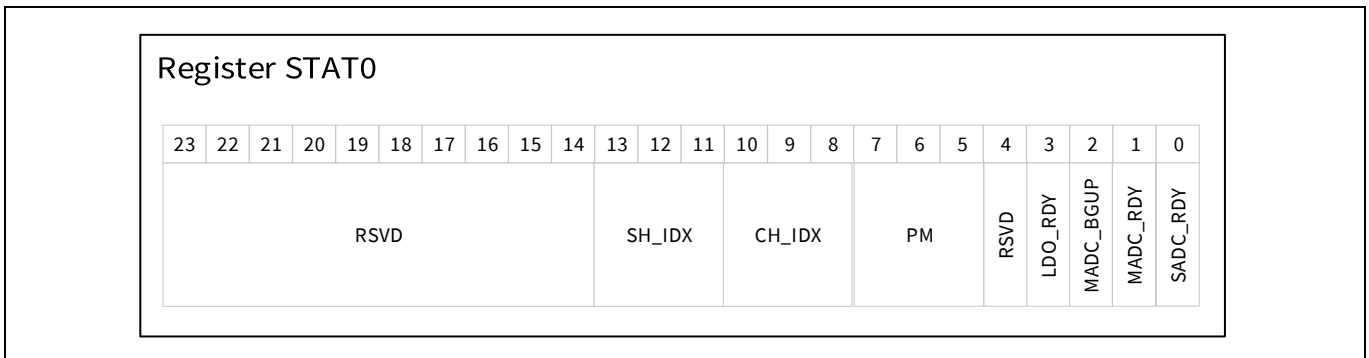 Register STAT0
23 22 21 20 19 18 17 16 15 14 13 12 11 10 9 8 7 6 5 4 3 2 1 0
RSVD SH_IDX CH_IDX PM RSVD LDO_RDY MADC_BGUP MADC_RDY SADC_RDY